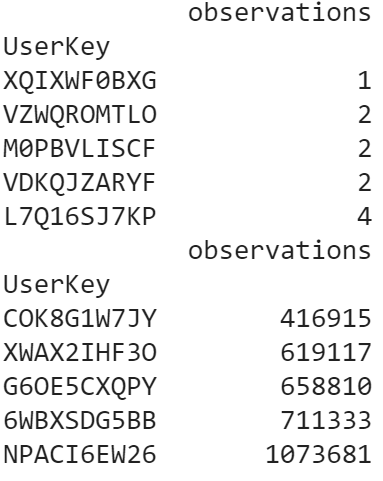 observations
UserKey
XQIXWF0BXG 1
VZWQROMTLO 2
M0PBVLISCF 2
VDKQJZARYF 2
L7Q16SJ7KP 4
observations
UserKey
COK8G1W7JY 416915
XWAX2IHF3O 619117
G6OE5CXQPY 658810
6WBXSDG5BB 711333
NPACI6EW26 1073681